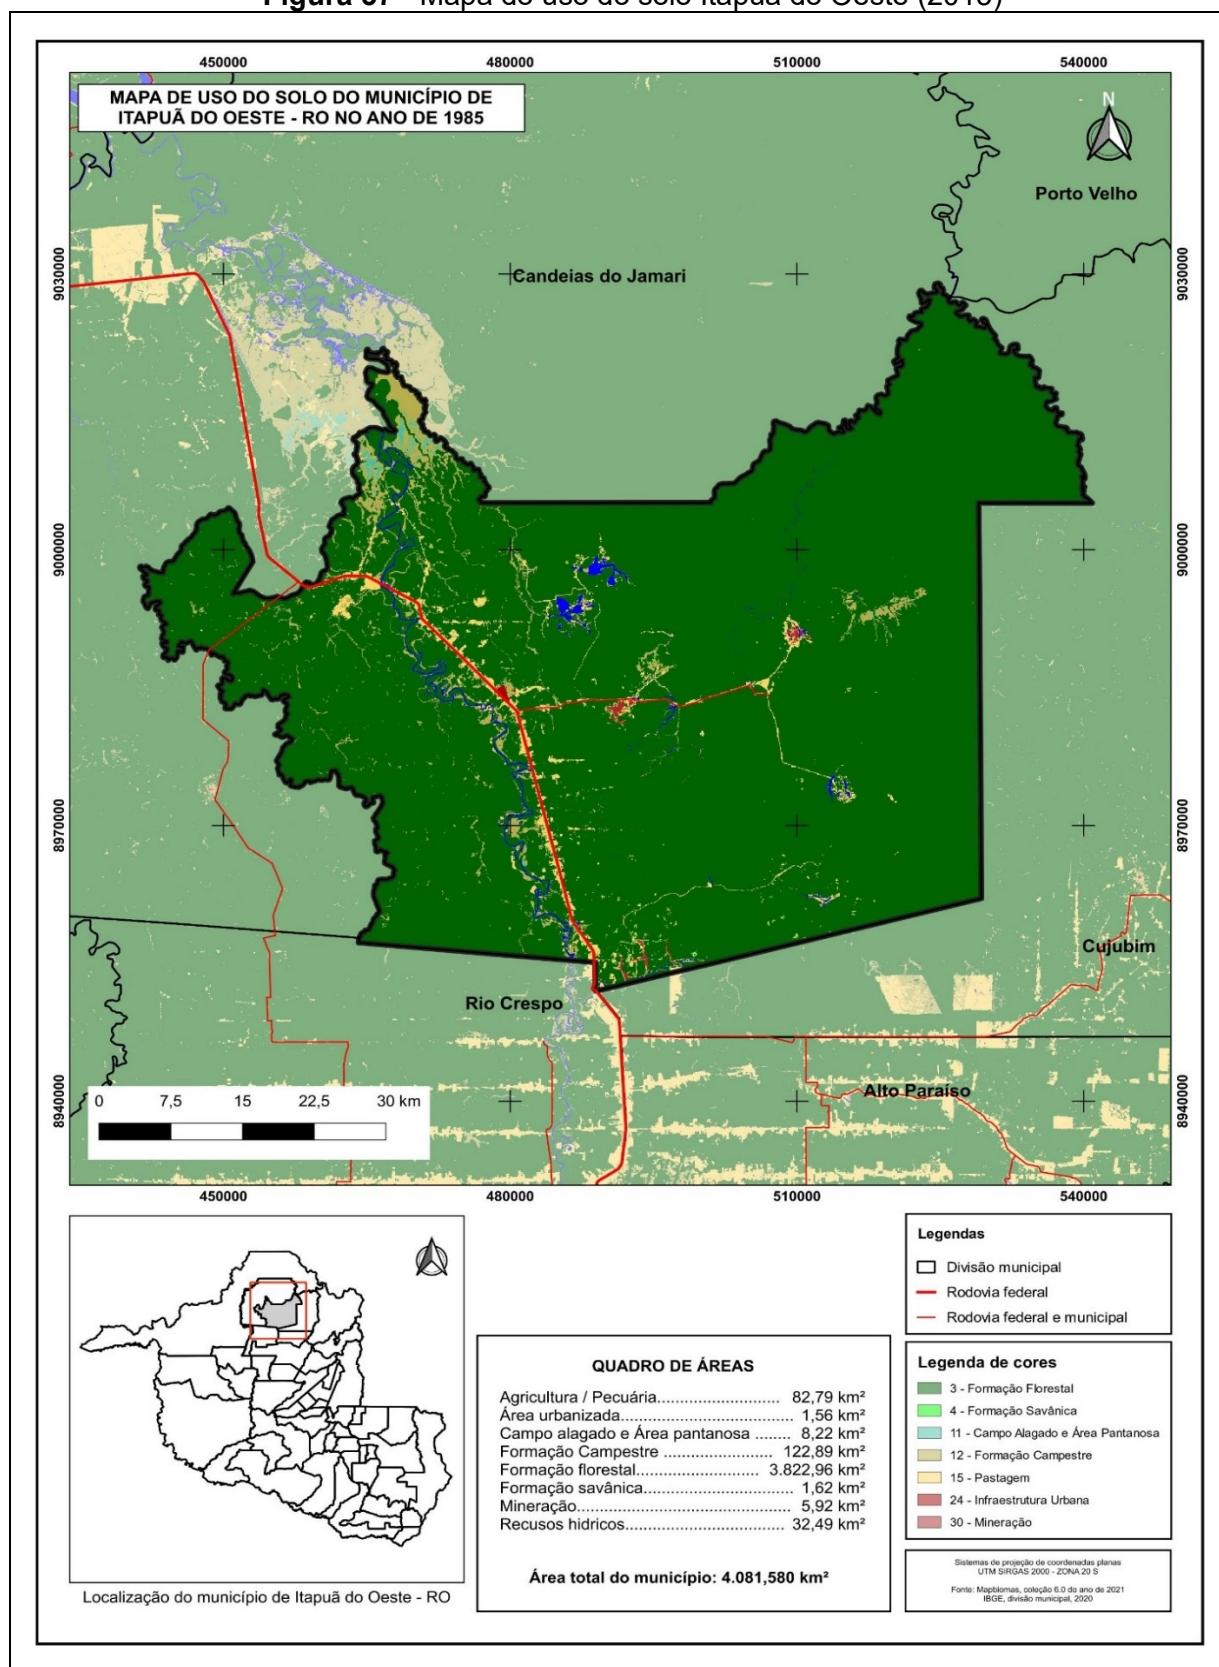 Figura 37 - Mapa do uso do solo Itapuã do Oeste (2015)
450000 480000 510000 540000
MAPA DE USO DO SOLO DO MUNICÍPIO DE
ITAPUÃ DO OESTE - RO NO ANO DE 1985
N
Porto Velho
9030000
Candeias do Jamari
9030000
9000000
9000000
8970000
8970000
Cujubim
Rio Crespo
Alto Paraíso
8940000
8940000
0 7,5 15 22,5 30 km
450000 480000 510000 540000
Legendas
Divisão municipal
Rodovia federal
Rodovia federal e municipal
QUADRO DE ÁREAS
Agricultura / Pecuária............................ 82,79 km²
Área urbanizada....................................... 1,56 km²
Campo alagado e Área pantanosa ........ 8,22 km²
Formação Campestre ......................... 122,89 km²
Formação florestal............................ 3.822,96 km²
Formação savânica.................................. 1,62 km²
Mineração................................................. 5,92 km²
Recusos hidricos.................................... 32,49 km²
Área total do município: 4.081,580 km²
Legenda de cores
3 - Formação Florestal
4 - Formação Savânica
11 - Campo Alagado e Área Pantanosa
12 - Formação Campestre
15 - Pastagem
24 - Infraestrutura Urbana
30 - Mineração
Sistemas de projeção de coordenadas planas
UTM SIRGAS 2000 - ZONA 20 S
Fonte: Mapbiomas, coleção 6.0 do ano de 2021
IBGE, divisão municipal, 2020
Localização do município de Itapuã do Oeste - RO